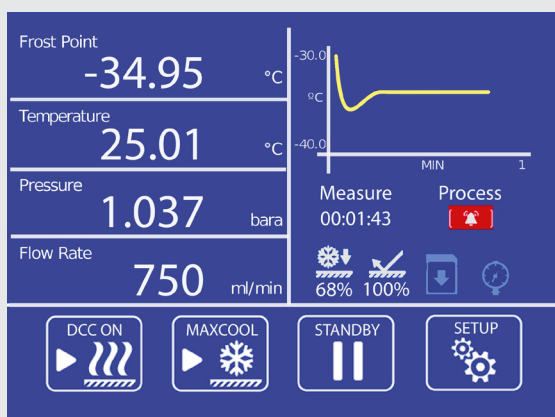 Frost Point
-34.95 °C
Temperature
25.01 °C
Pressure
1.037 bara
Flow Rate
750 ml/min
-30.0
ºC
-40.0
MIN 1
Measure Process
00:01:43
68% 100%
DCC ON
MAXCOOL
STANDBY
SETUP